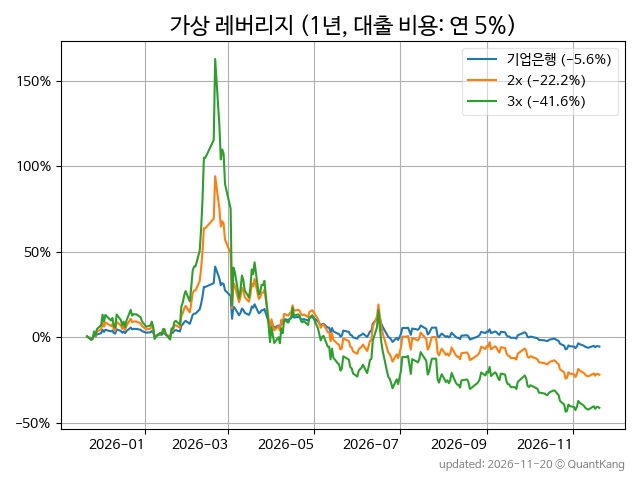 가상 레버리지 (1년, 대출 비용: 연 5%)
기업은행 (−5.6%)
2x (−22.2%)
3x (−41.6%)
150%
100%
50%
0%
−50%
2026-01 2026-03 2026-05 2026-07 2026-09 2026-11
updated: 2026-11-20 © QuantKang